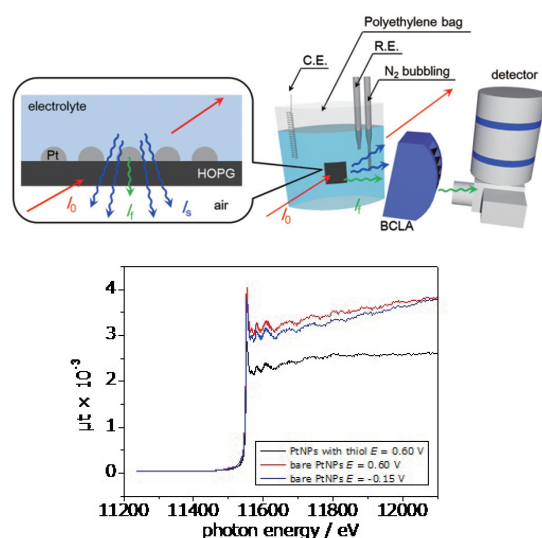 Polyethylene bag
C.E.
R.E.
N2 bubbling
detector
electrolyte
Pt
HOPG
I0
If
Is
air
I0
If
BCLA
μt × 10-3
4
3
2
1
0
PtNPs with thiol E = 0.60 V
bare PtNPs E = 0.60 V
bare PtNPs E = -0.15 V
11200 11400 11600 11800 12000
photon energy / eV